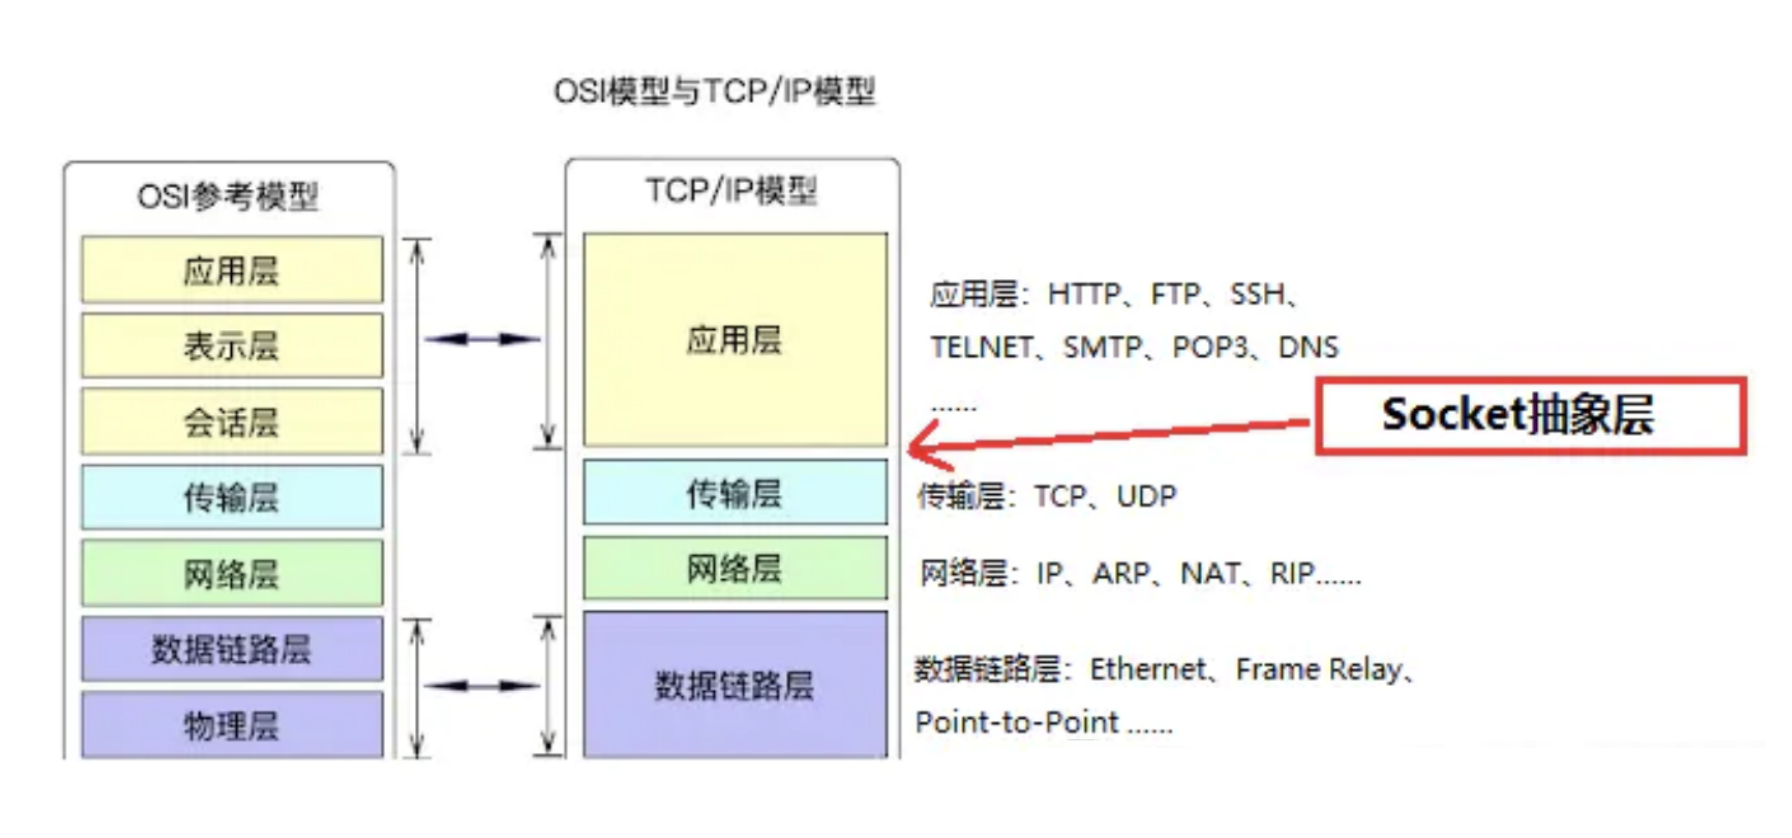 OSI模型与TCP/IP模型
OSI参考模型
应用层
表示层
会话层
传输层
网络层
数据链路层
物理层
TCP/IP模型
应用层
传输层
网络层
数据链路层
应用层：HTTP、FTP、SSH、
TELNET、SMTP、POP3、DNS
......
Socket抽象层
传输层：TCP、UDP
网络层：IP、ARP、NAT、RIP......
数据链路层：Ethernet、Frame Relay、
Point-to-Point ......